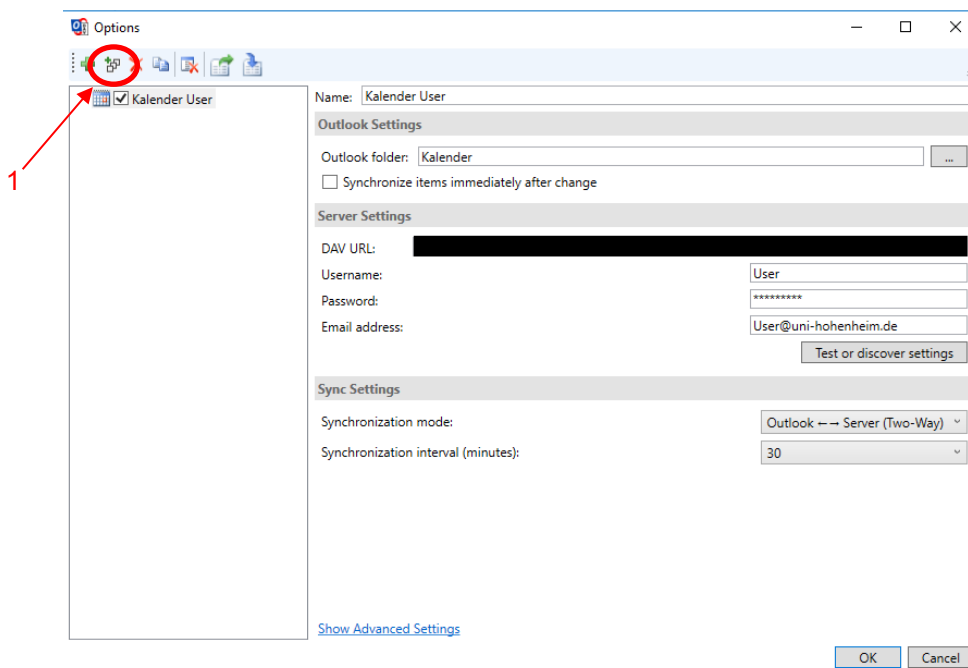 Options
1
Kalender User
Name: Kalender User
Outlook Settings
Outlook folder: Kalender ...
Synchronize items immediately after change
Server Settings
DAV URL:
Username: User
Password: *********
Email address: User@uni-hohenheim.de
Test or discover settings
Sync Settings
Synchronization mode: Outlook ←→ Server (Two-Way)
Synchronization interval (minutes): 30
Show Advanced Settings
OK Cancel